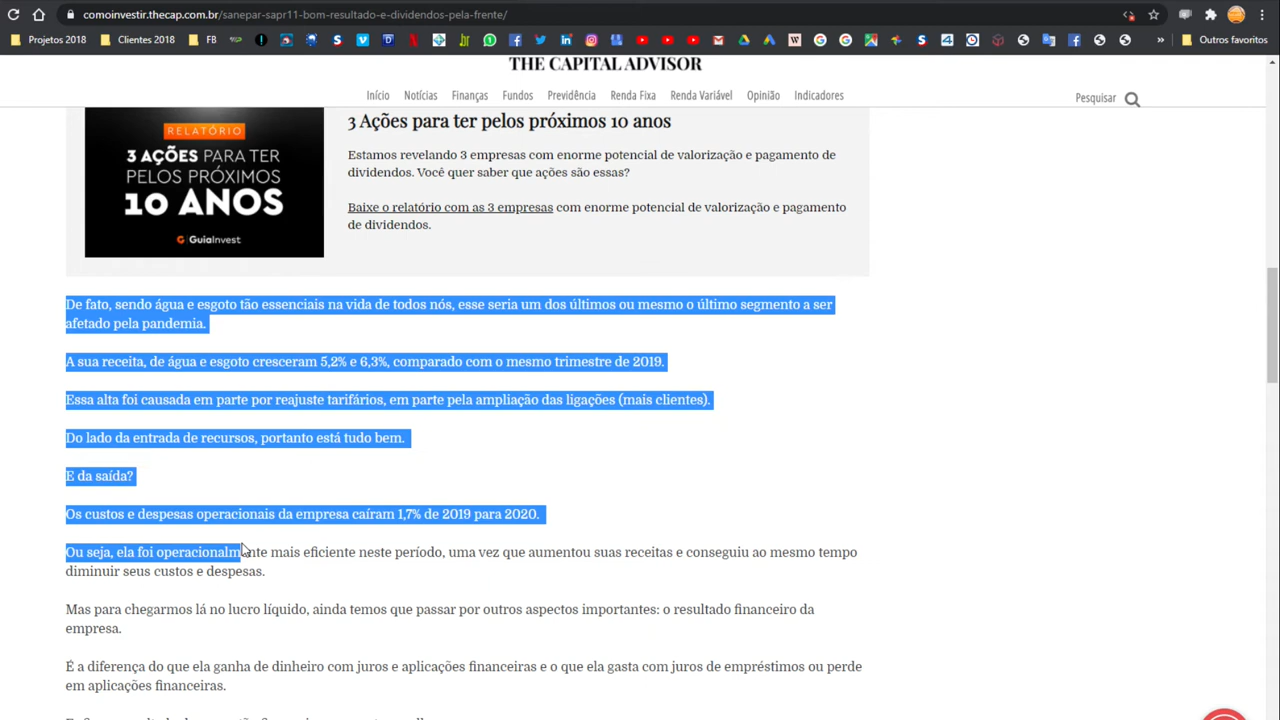 comoinvestir.thecap.com.br/sanepar-sapr11-bom-resultado-e-dividendos-pela-frente/
Projetos 2018
Clientes 2018
FB
Outros favoritos
THE CAPITAL ADVISOR
Início Notícias Finanças Fundos Previdência Renda Fixa Renda Variável Opinião Indicadores
Pesquisar
RELATÓRIO
3 AÇÕES PARA TER
PELOS PRÓXIMOS
10 ANOS
GuiaInvest
3 Ações para ter pelos próximos 10 anos
Estamos revelando 3 empresas com enorme potencial de valorização e pagamento de
dividendos. Você quer saber que ações são essas?
Baixe o relatório com as 3 empresas com enorme potencial de valorização e pagamento
de dividendos.
De fato, sendo água e esgoto tão essenciais na vida de todos nós, esse seria um dos últimos ou mesmo o último segmento a ser
afetado pela pandemia.
A sua receita, de água e esgoto cresceram 5,2% e 6,3%, comparado com o mesmo trimestre de 2019.
Essa alta foi causada em parte por reajuste tarifários, em parte pela ampliação das ligações (mais clientes).
Do lado da entrada de recursos, portanto está tudo bem.
E da saída?
Os custos e despesas operacionais da empresa caíram 1,7% de 2019 para 2020.
Ou seja, ela foi operacionalmente mais eficiente neste período, uma vez que aumentou suas receitas e conseguiu ao mesmo tempo
diminuir seus custos e despesas.
Mas para chegarmos lá no lucro líquido, ainda temos que passar por outros aspectos importantes: o resultado financeiro da
empresa.
É a diferença do que ela ganha de dinheiro com juros e aplicações financeiras e o que ela gasta com juros de empréstimos ou perde
em aplicações financeiras.